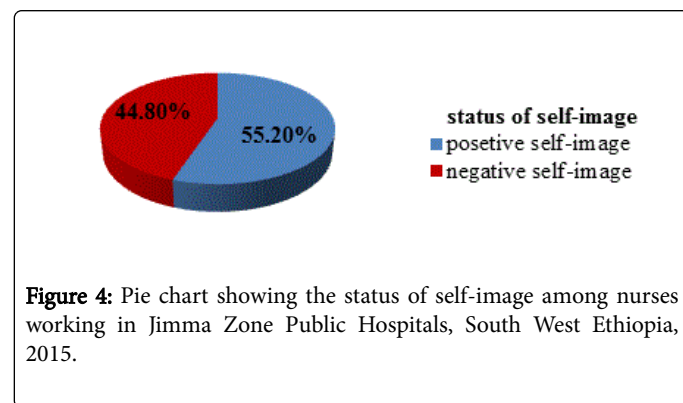 44.80%
55.20%
status of self-image
posetive self-image
negative self-image
Figure 4: Pie chart showing the status of self-image among nurses
working in Jimma Zone Public Hospitals, South West Ethiopia,
2015.